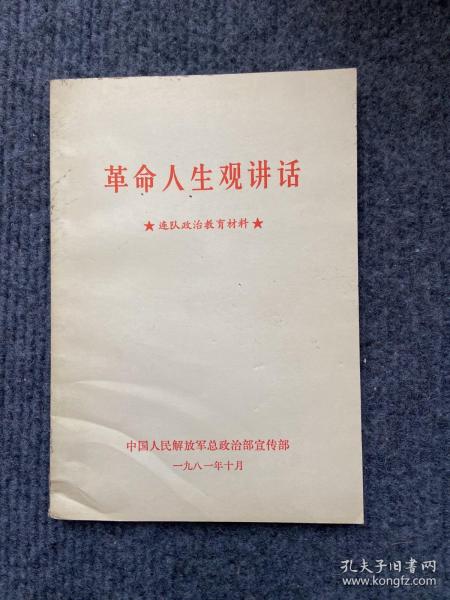 革命人生观讲话
★连队政治教育材料★
中国人民解放军总政治部宣传部
一九八一年十月
孔夫子旧书网
www.kongfz.com